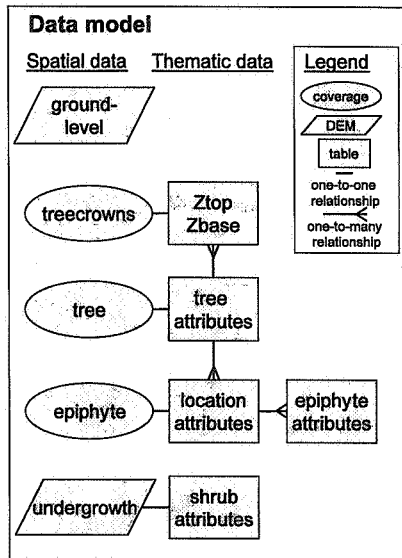 Data model
Spatial data
Thematic data
Legend
ground-
level
coverage
DEM
table
one-to-one
relationship
one-to-many
relationship
treecrowns
Ztop
Zbase
tree
tree
attributes
epiphyte
location
attributes
epiphyte
attributes
undergrowth
shrub
attributes